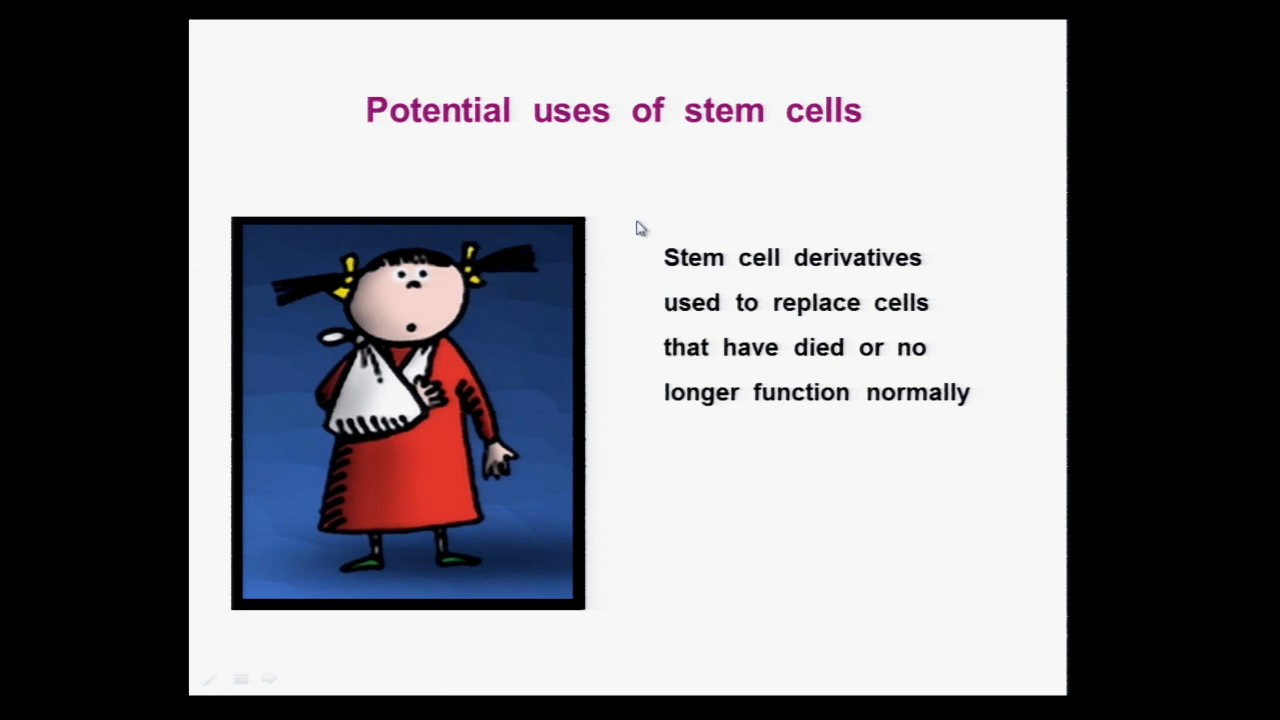 Potential uses of stem cells
Stem cell derivatives
used to replace cells
that have died or no
longer function normally